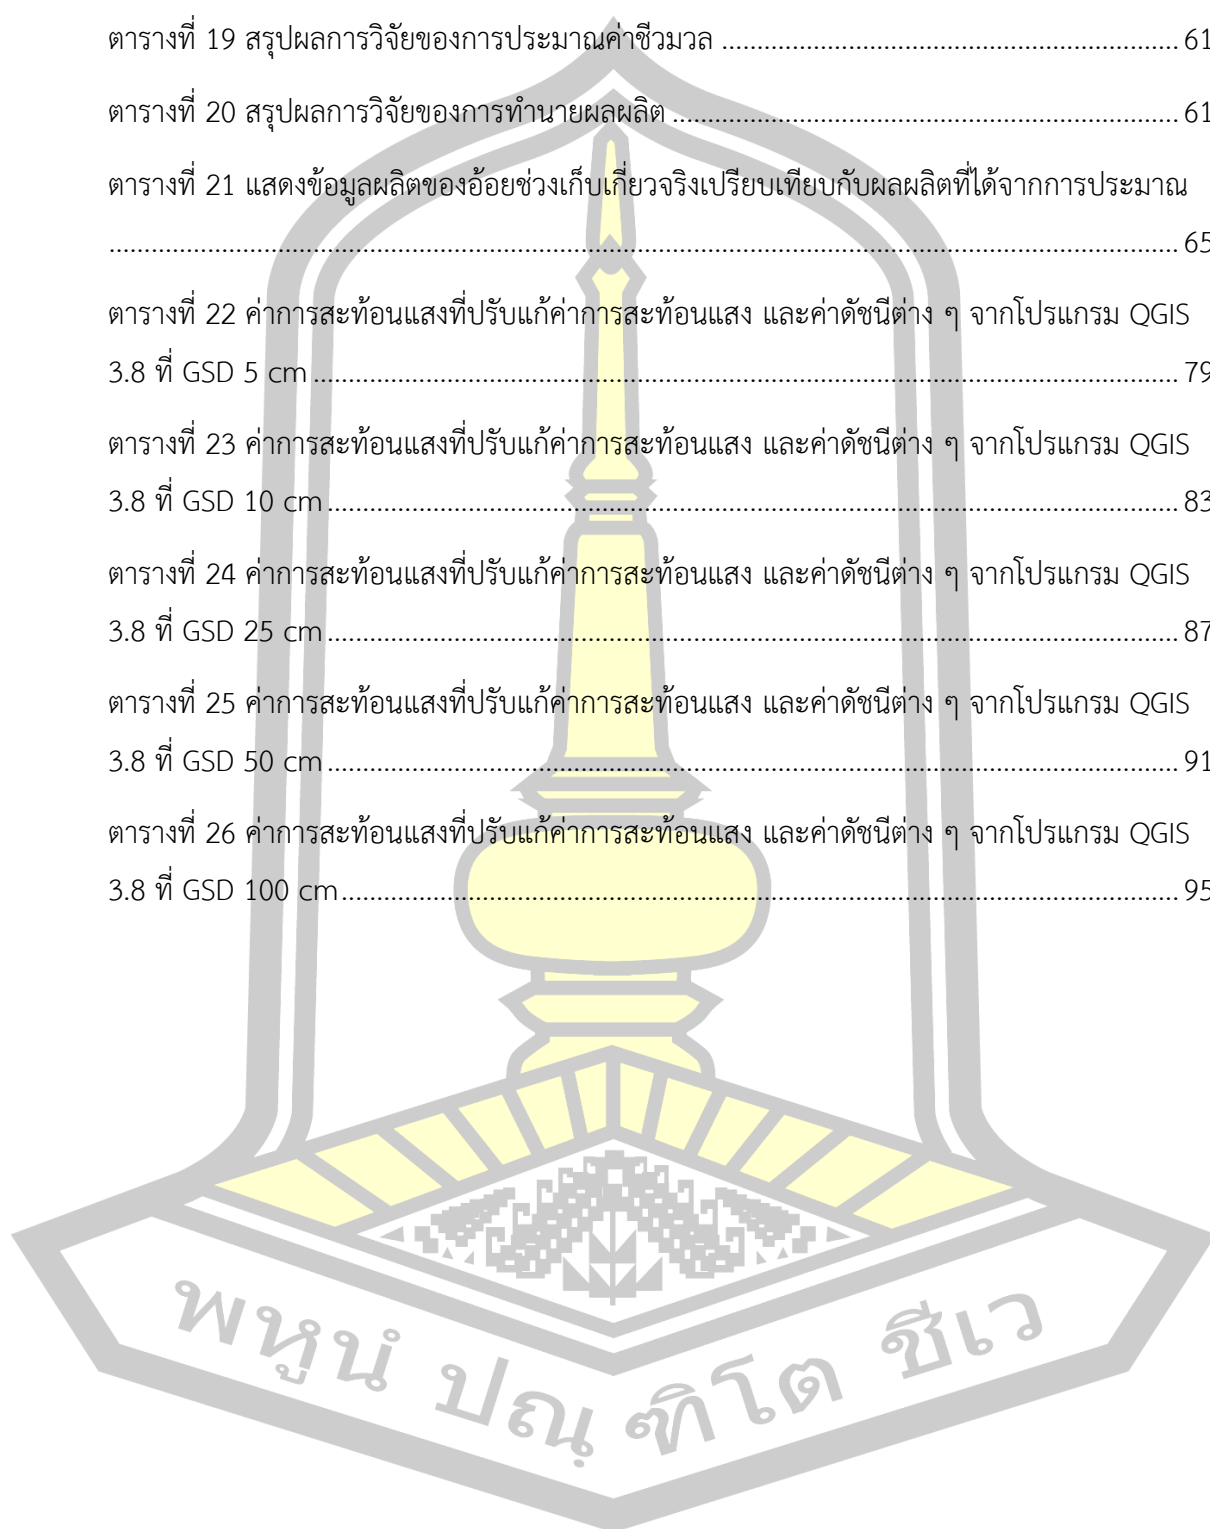 ตารางที่ 19 สรุปผลการวิจัยของการประมาณค่าชีวมวล ........................................................ 61
ตารางที่ 20 สรุปผลการวิจัยของการทำนายผลผลิต ........................................................ 61
ตารางที่ 21 แสดงข้อมูลผลิตของอ้อยช่วงเก็บเกี่ยวจริงเปรียบเทียบกับผลผลิตที่ได้จากการประมาณ
........................................................ 65
ตารางที่ 22 ค่าการสะท้อนแสงที่ปรับแก้ค่าการสะท้อนแสง และค่าดัชนีต่าง ๆ จากโปรแกรม QGIS
3.8 ที่ GSD 5 cm ........................................................ 79
ตารางที่ 23 ค่าการสะท้อนแสงที่ปรับแก้ค่าการสะท้อนแสง และค่าดัชนีต่าง ๆ จากโปรแกรม QGIS
3.8 ที่ GSD 10 cm ........................................................ 83
ตารางที่ 24 ค่าการสะท้อนแสงที่ปรับแก้ค่าการสะท้อนแสง และค่าดัชนีต่าง ๆ จากโปรแกรม QGIS
3.8 ที่ GSD 25 cm ........................................................ 87
ตารางที่ 25 ค่าการสะท้อนแสงที่ปรับแก้ค่าการสะท้อนแสง และค่าดัชนีต่าง ๆ จากโปรแกรม QGIS
3.8 ที่ GSD 50 cm ........................................................ 91
ตารางที่ 26 ค่าการสะท้อนแสงที่ปรับแก้ค่าการสะท้อนแสง และค่าดัชนีต่าง ๆ จากโปรแกรม QGIS
3.8 ที่ GSD 100 cm ........................................................ 95
พหูนํ ปณฺฑิโต ชีเว